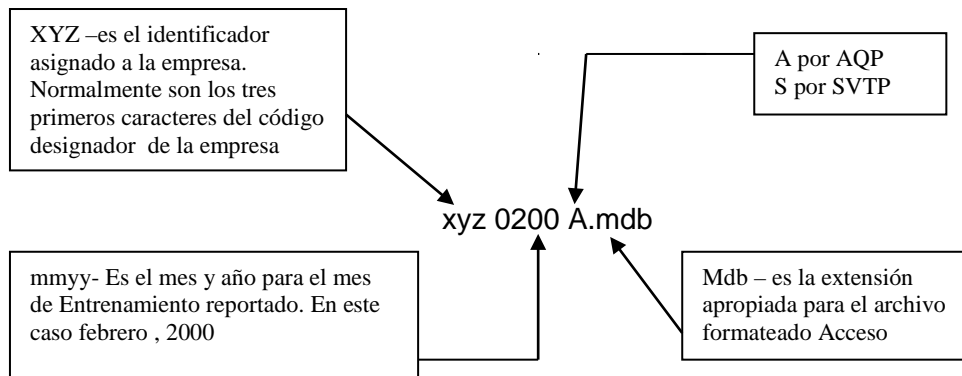 XYZ –es el identificador
asignado a la empresa.
Normalmente son los tres
primeros caracteres del código
designador de la empresa
A por AQP
S por SVTP
xyz 0200 A.mdb
mmyy- Es el mes y año para el mes
de Entrenamiento reportado. En este
caso febrero , 2000
Mdb – es la extensión
apropiada para el archivo
formateado Acceso